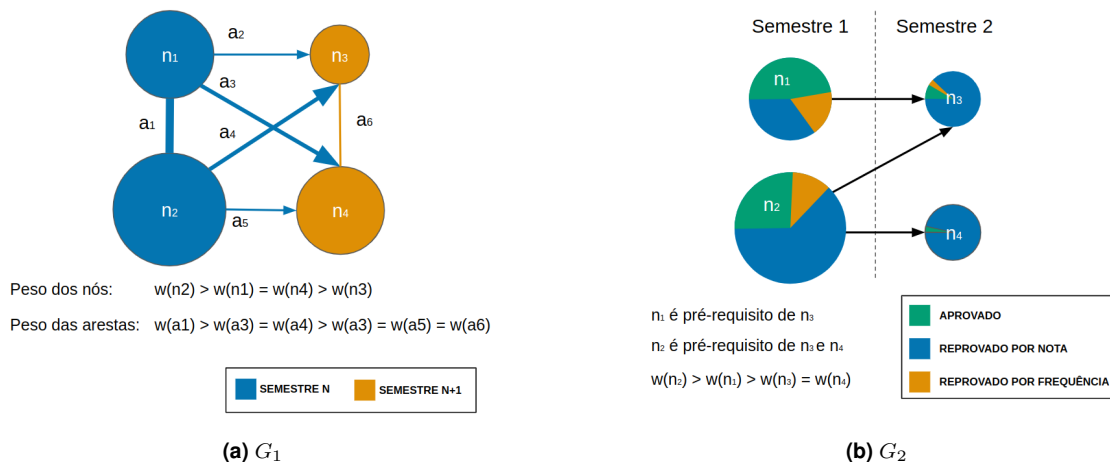 n1
a2
n3
a3
a1
a4
a6
n2
a5
n4
Peso dos nós: w(n2) > w(n1) = w(n4) > w(n3)
Peso das arestas: w(a1) > w(a3) = w(a4) > w(a3) = w(a5) = w(a6)
SEMESTRE N
SEMESTRE N+1
(a) G1
Semestre 1
Semestre 2
n1
n3
n2
n4
n1 é pré-requisito de n3
n2 é pré-requisito de n3 e n4
w(n2) > w(n1) > w(n3) = w(n4)
APROVADO
REPROVADO POR NOTA
REPROVADO POR FREQUÊNCIA
(b) G2